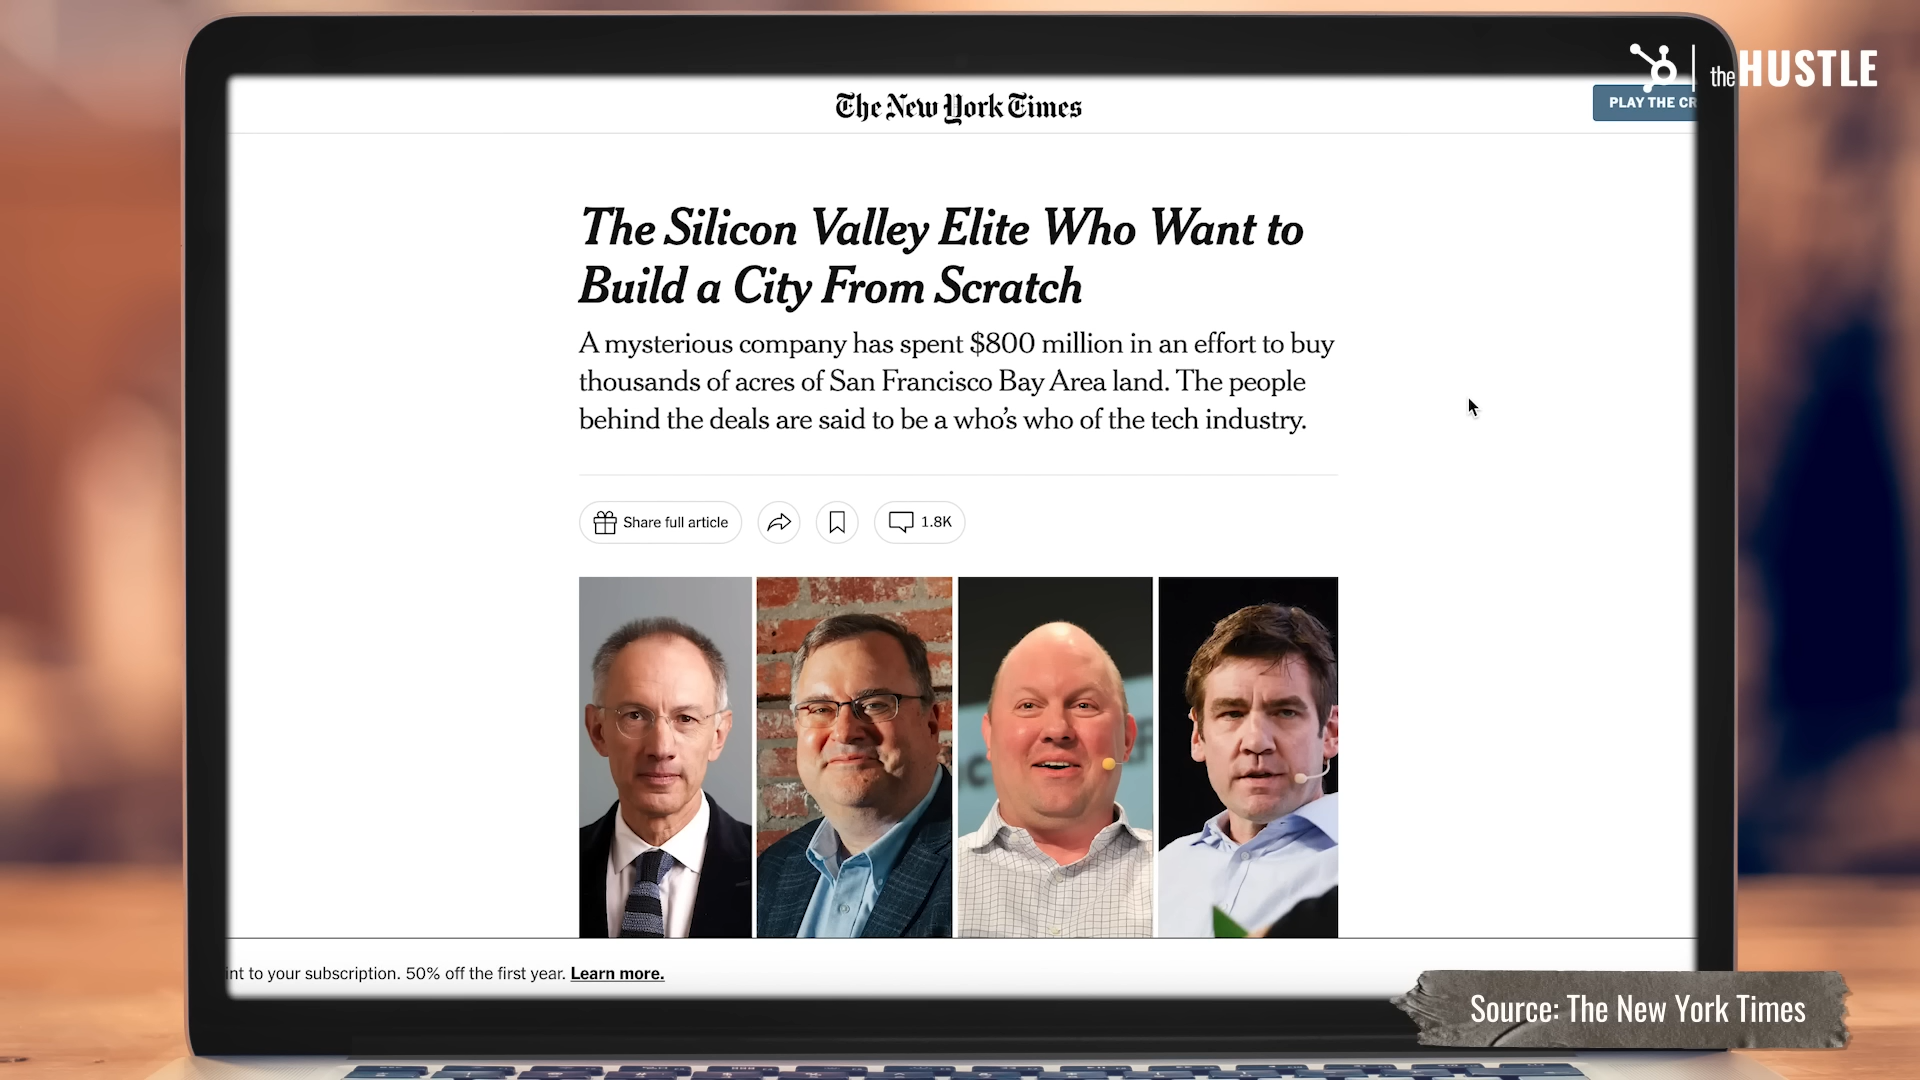 the HUSTLE
The New York Times
PLAY THE CR
The Silicon Valley Elite Who Want to
Build a City From Scratch
A mysterious company has spent $800 million in an effort to buy
thousands of acres of San Francisco Bay Area land. The people
behind the deals are said to be a who's who of the tech industry.
Share full article
1.8K
int to your subscription. 50% off the first year. Learn more.
Source: The New York Times